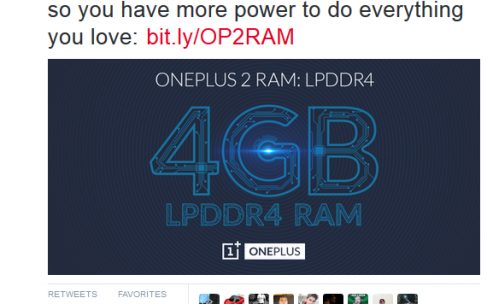 so you have more power to do everything
you love: bit.ly/OP2RAM
ONEPLUS 2 RAM: LPDDR4
4GB
LPDDR4 RAM
1+ ONEPLUS
RETWEETS FAVORITES